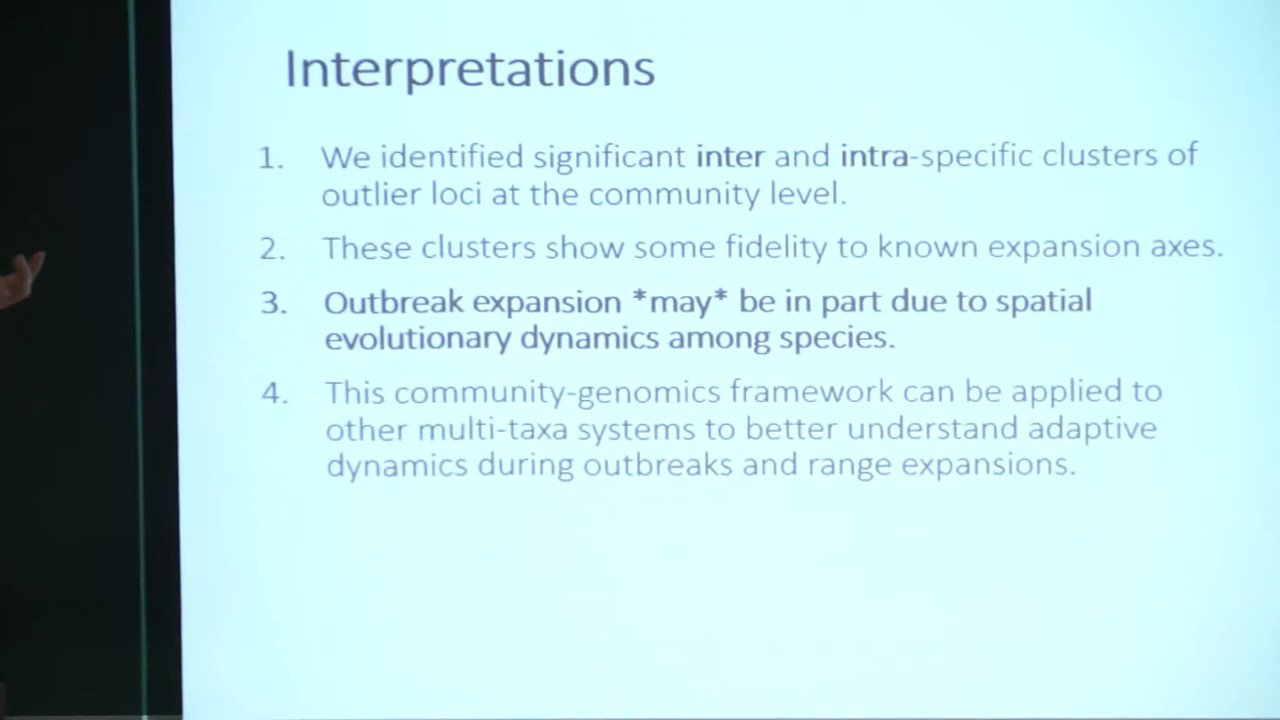 Interpretations
1. We identified significant inter and intra-specific clusters of
outlier loci at the community level.
2. These clusters show some fidelity to known expansion axes.
3. Outbreak expansion *may* be in part due to spatial
evolutionary dynamics among species.
4. This community-genomics framework can be applied to
other multi-taxa systems to better understand adaptive
dynamics during outbreaks and range expansions.